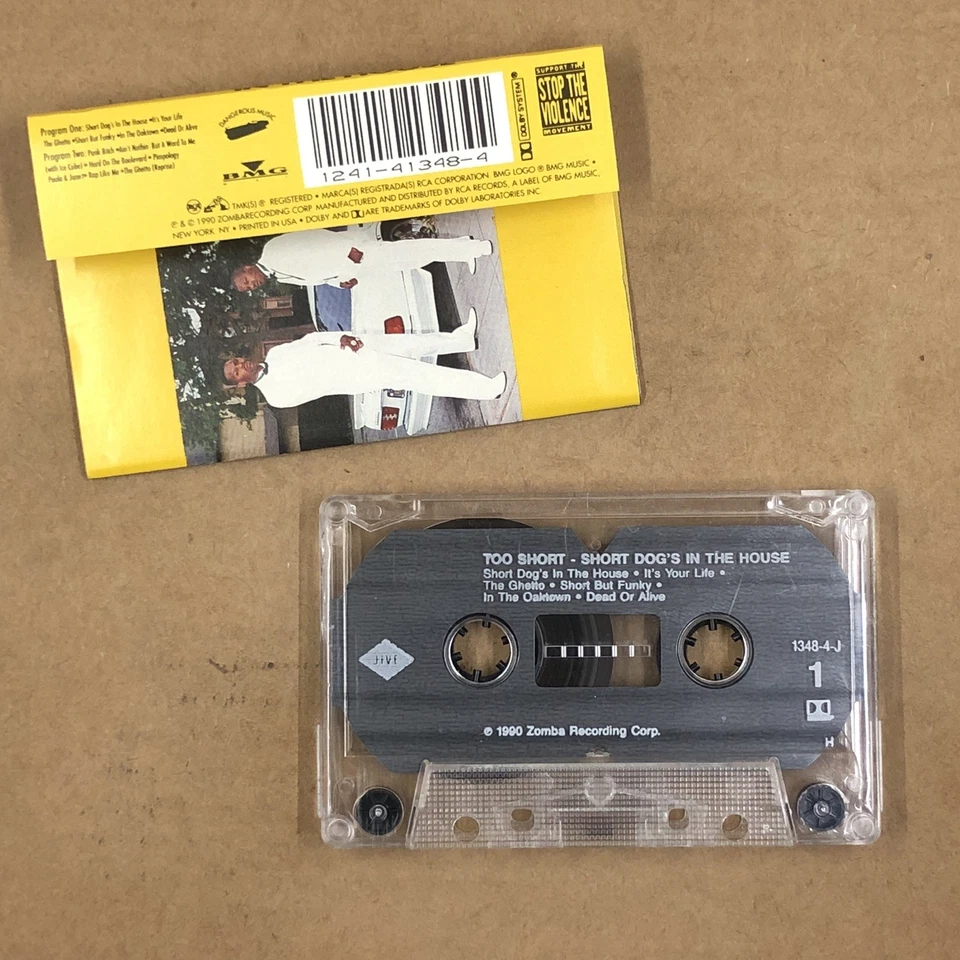 Program One: Short Dog's In The House • It's Your Life
The Ghetto • Short But Funky • In The Oaktown • Dead Or Alive
Program Two: Punk Bitch • Ain't Nothin' But A Word To Me
(with Ice Cube) • Hard On The Boulevard • Pimpology
Paula & Janet • Rap Like Me • The Ghetto (Reprise)
DANGEROUS MUSIC
BMG
1241-41348-4
DOLBY SYSTEM®
SUPPORT THE
STOP THE
VIOLENCE
MOVEMENT
TMK(S) ® REGISTERED • MARCA(S) REGISTRADA(S) RCA CORPORATION BMG LOGO ® BMG MUSIC •
℗ & © 1990 ZOMBARECORDING CORP MANUFACTURED AND DISTRIBUTED BY RCA RECORDS, A LABEL OF BMG MUSIC,
NEW YORK NY • PRINTED IN USA • DOLBY AND ARE TRADEMARKS OF DOLBY LABORATORIES INC
TOO SHORT - SHORT DOG'S IN THE HOUSE
Short Dog's In The House • It's Your Life •
The Ghetto • Short But Funky •
In The Oaktown • Dead Or Alive
JIVE
1348-4-J
1
℗ 1990 Zomba Recording Corp.
H